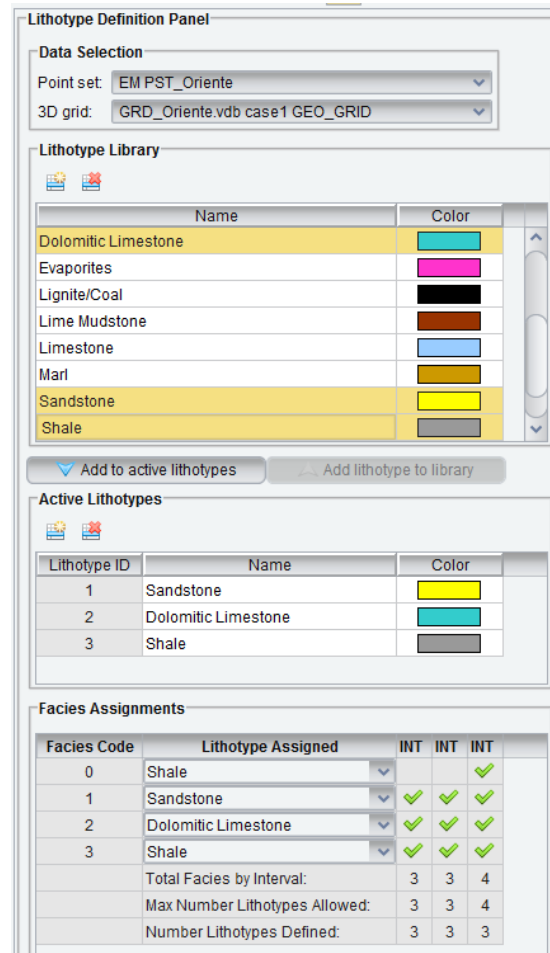 Lithotype Definition Panel
Data Selection
Point set: EM PST_Oriente
3D grid: GRD_Oriente.vdb case1 GEO_GRID
Lithotype Library
Name Color
Dolomitic Limestone
Evaporites
Lignite/Coal
Lime Mudstone
Limestone
Marl
Sandstone
Shale
Add to active lithotypes Add lithotype to library
Active Lithotypes
Lithotype ID Name Color
1 Sandstone
2 Dolomitic Limestone
3 Shale
Facies Assignments
Facies Code Lithotype Assigned INT INT INT
0 Shale
1 Sandstone
2 Dolomitic Limestone
3 Shale
Total Facies by Interval: 3 3 4
Max Number Lithotypes Allowed: 3 3 4
Number Lithotypes Defined: 3 3 3